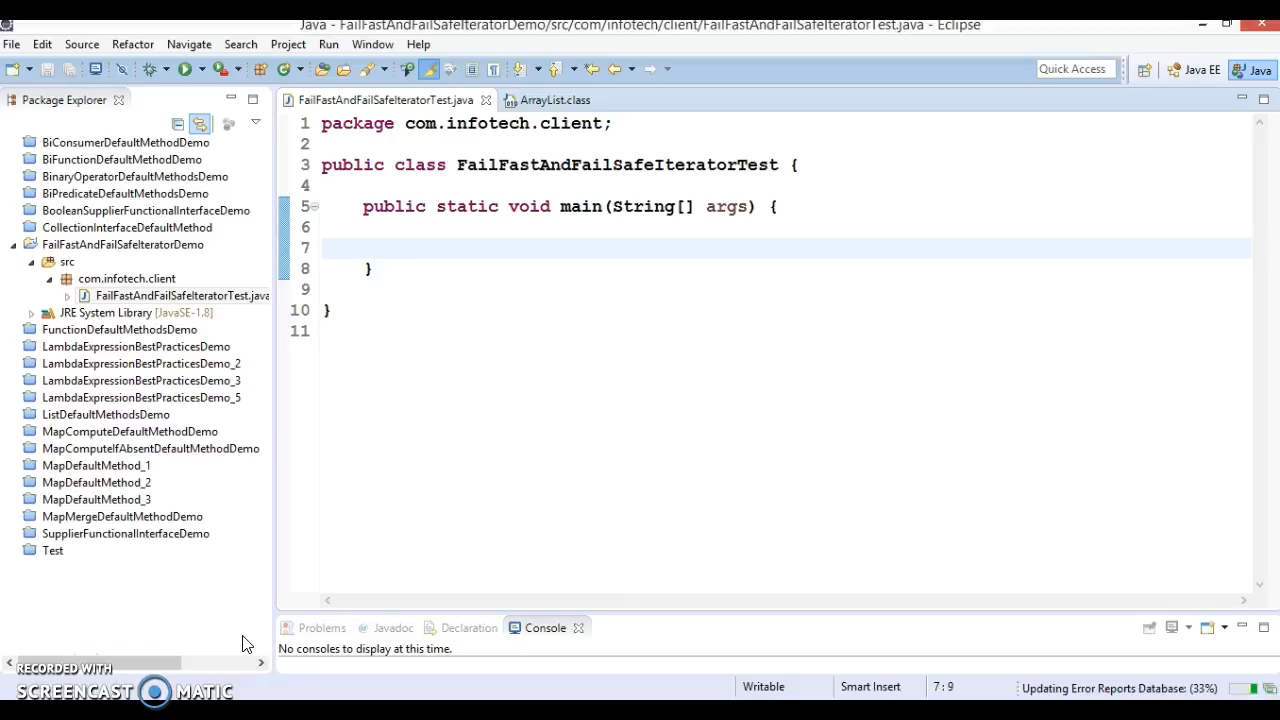 Java - FailFastAndFailSafeIteratorDemo/src/com/infotech/client/FailFastAndFailSafeIteratorTest.java - Eclipse
File Edit Source Refactor Navigate Search Project Run Window Help
Quick Access
Java EE
Java
Package Explorer
FailFastAndFailSafeIteratorTest.java
ArrayList.class
BiConsumerDefaultMethodDemo
BiFunctionDefaultMethodDemo
BinaryOperatorDefaultMethodsDemo
BiPredicateDefaultMethodsDemo
BooleanSupplierFunctionalInterfaceDemo
CollectionInterfaceDefaultMethod
FailFastAndFailSafeIteratorDemo
src
com.infotech.client
FailFastAndFailSafeIteratorTest.java
JRE System Library [JavaSE-1.8]
FunctionDefaultMethodsDemo
LambdaExpressionBestPracticesDemo
LambdaExpressionBestPracticesDemo_2
LambdaExpressionBestPracticesDemo_3
LambdaExpressionBestPracticesDemo_5
ListDefaultMethodsDemo
MapComputeDefaultMethodDemo
MapComputeIfAbsentDefaultMethodDemo
MapDefaultMethod_1
MapDefaultMethod_2
MapDefaultMethod_3
MapMergeDefaultMethodDemo
SupplierFunctionalInterfaceDemo
Test
1 package com.infotech.client;
2
3 public class FailFastAndFailSafeIteratorTest {
4
5 public static void main(String[] args) {
6
7
8 }
9
10 }
11
Problems Javadoc Declaration Console
No consoles to display at this time.
RECORDED WITH
SCREENCAST MATIC
Writable
Smart Insert
7 : 9
Updating Error Reports Database: (33%)